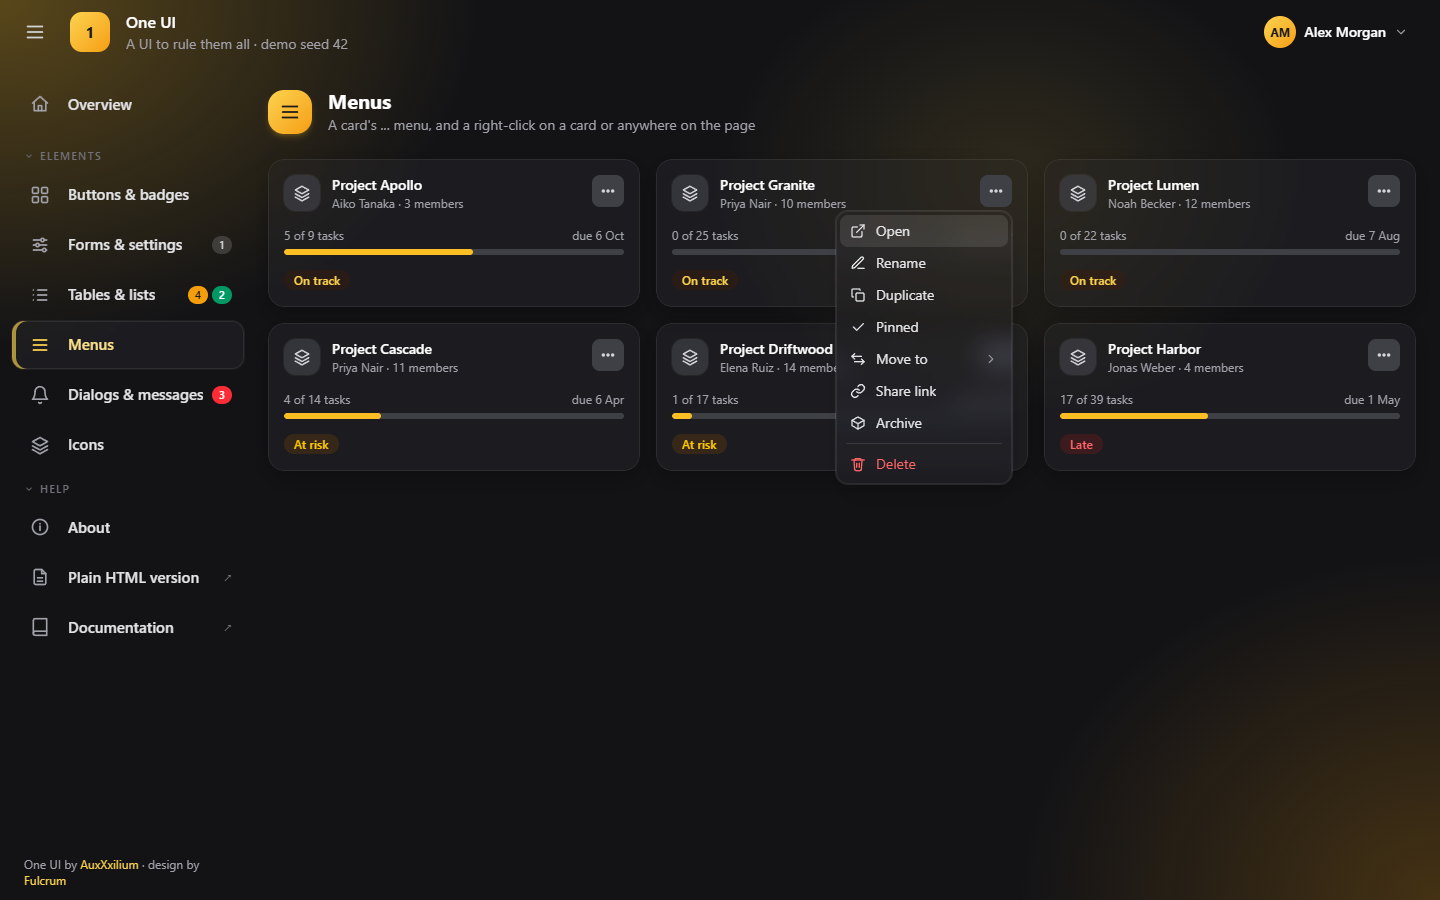 1
One UI
A UI to rule them all · demo seed 42
AM
Alex Morgan
Overview
ELEMENTS
Buttons & badges
Forms & settings
1
Tables & lists
4
2
Menus
Dialogs & messages
3
Icons
HELP
About
Plain HTML version
Documentation
One UI by AuxXxilium · design by
Fulcrum
Menus
A card's ... menu, and a right-click on a card or anywhere on the page
Project Apollo
Aiko Tanaka · 3 members
5 of 9 tasks
due 6 Oct
On track
Project Granite
Priya Nair · 10 members
0 of 25 tasks
On track
Project Lumen
Noah Becker · 12 members
0 of 22 tasks
due 7 Aug
On track
Project Cascade
Priya Nair · 11 members
4 of 14 tasks
due 6 Apr
At risk
Project Driftwood
Elena Ruiz · 14 membe
1 of 17 tasks
At risk
Project Harbor
Jonas Weber · 4 members
17 of 39 tasks
due 1 May
Late
Open
Rename
Duplicate
Pinned
Move to
Share link
Archive
Delete